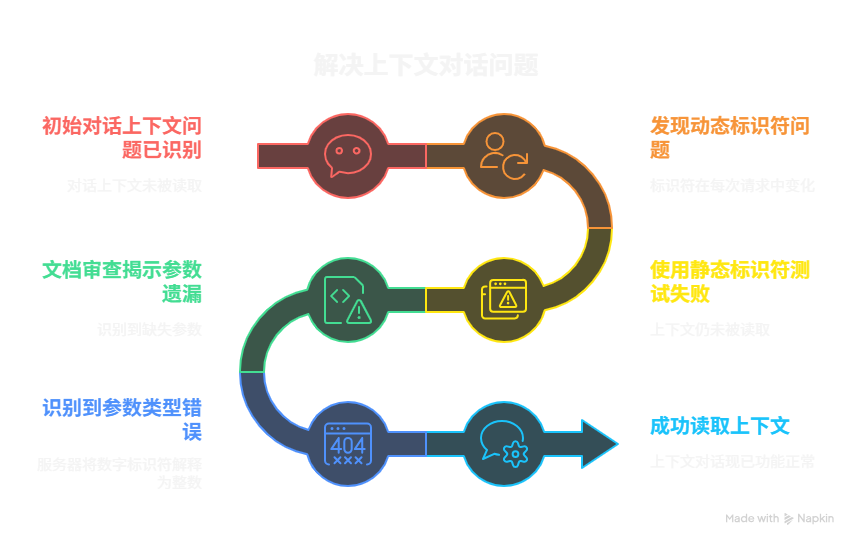 解决上下文对话问题
初始对话上下文问
题已识别
对话上下文未被读取
发现动态标识符问
题
标识符在每次请求中变化
文档审查揭示参数
遗漏
识别到缺失参数
使用静态标识符测
试失败
上下文仍未被读取
识别到参数类型错
误
服务器将数字标识符解释
为整数
404
成功读取上下文
上下文对话现已功能正常
Made with Napkin